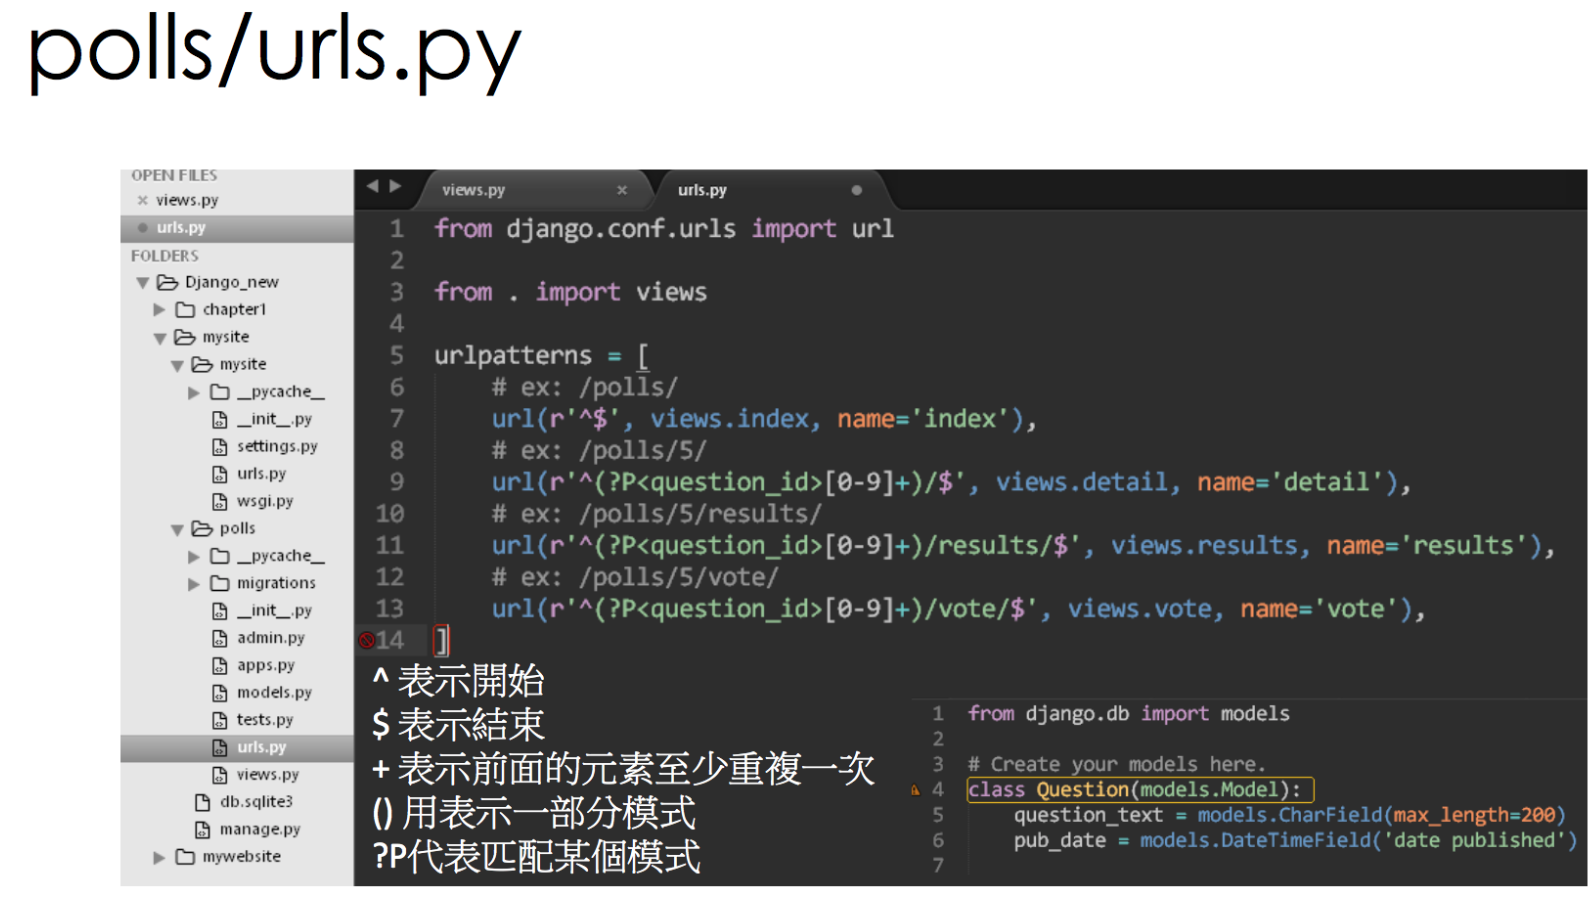 polls/urls.py
OPEN FILES
× views.py
urls.py
FOLDERS
Django_new
chapter1
mysite
mysite
__pycache__
__init__.py
settings.py
urls.py
wsgi.py
polls
__pycache__
migrations
__init__.py
admin.py
apps.py
models.py
tests.py
urls.py
views.py
db.sqlite3
manage.py
mywebsite
views.py × urls.py
1 from django.conf.urls import url
2
3 from . import views
4
5 urlpatterns = [
6 # ex: /polls/
7 url(r'^$', views.index, name='index'),
8 # ex: /polls/5/
9 url(r'^(?P<question_id>[0-9]+)/$', views.detail, name='detail'),
10 # ex: /polls/5/results/
11 url(r'^(?P<question_id>[0-9]+)/results/$', views.results, name='results'),
12 # ex: /polls/5/vote/
13 url(r'^(?P<question_id>[0-9]+)/vote/$', views.vote, name='vote'),
14 ]
^ 表示開始
$ 表示結束
+ 表示前面的元素至少重複一次
() 用表示一部分模式
?P代表匹配某個模式
1 from django.db import models
2
3 # Create your models here.
4 class Question(models.Model):
5 question_text = models.CharField(max_length=200)
6 pub_date = models.DateTimeField('date published')
7